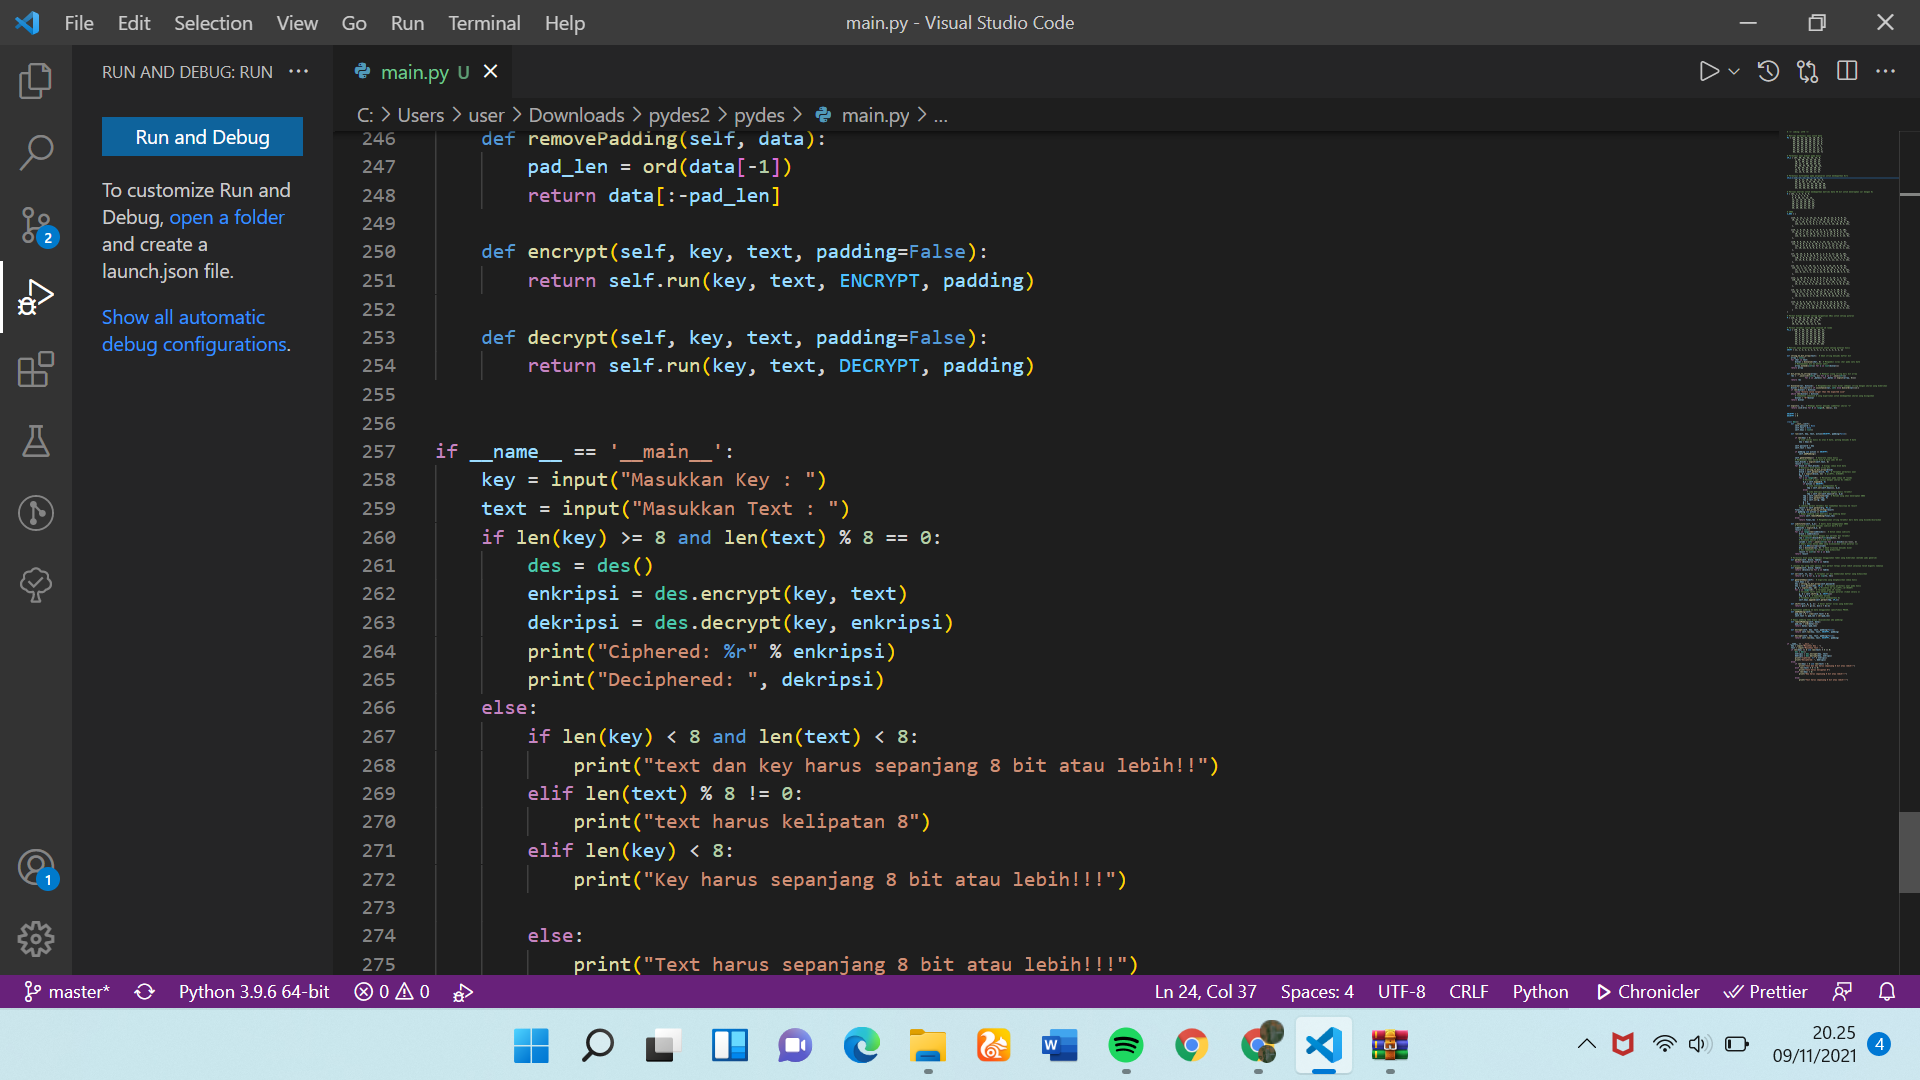 File Edit Selection View Go Run Terminal Help
main.py - Visual Studio Code
RUN AND DEBUG: RUN ...
main.py U
Run and Debug
To customize Run and
Debug, open a folder
and create a
launch.json file.
Show all automatic
debug configurations.
2
1
C: > Users > user > Downloads > pydes2 > pydes > main.py > ...
246 def removePadding(self, data):
247 pad_len = ord(data[-1])
248 return data[:-pad_len]
249
250 def encrypt(self, key, text, padding=False):
251 return self.run(key, text, ENCRYPT, padding)
252
253 def decrypt(self, key, text, padding=False):
254 return self.run(key, text, DECRYPT, padding)
255
256
257 if __name__ == '__main__':
258 key = input("Masukkan Key : ")
259 text = input("Masukkan Text : ")
260 if len(key) >= 8 and len(text) % 8 == 0:
261 des = des()
262 enkripsi = des.encrypt(key, text)
263 dekripsi = des.decrypt(key, enkripsi)
264 print("Ciphered: %r" % enkripsi)
265 print("Deciphered: ", dekripsi)
266 else:
267 if len(key) < 8 and len(text) < 8:
268 print("text dan key harus sepanjang 8 bit atau lebih!!")
269 elif len(text) % 8 != 0:
270 print("text harus kelipatan 8")
271 elif len(key) < 8:
272 print("Key harus sepanjang 8 bit atau lebih!!!")
273
274 else:
275 print("Text harus sepanjang 8 bit atau lebih!!!")
master* Python 3.9.6 64-bit 0 0 Ln 24, Col 37 Spaces: 4 UTF-8 CRLF Python Chronicler Prettier
20.25
09/11/2021
4